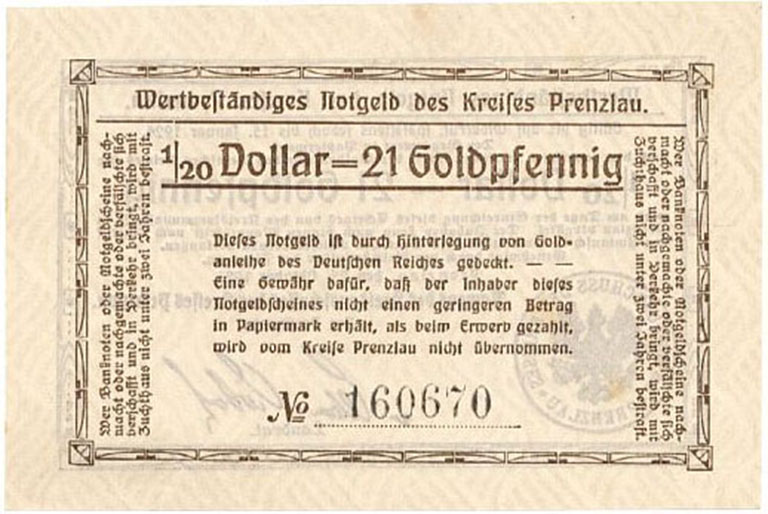 Wertbeständiges Notgeld des Kreises Prenzlau.
1/20 Dollar=21 Goldpfennig
Wer Banknoten oder Notgeldscheine nach-
macht oder nachgemachte oder verfälschte sich
verschafft und in Verkehr bringt, wird mit
Zuchthaus nicht unter zwei Jahren bestraft.
Dieses Notgeld ist durch Hinterlegung von Gold-
anleihe des Deutschen Reiches gedeckt. — —
Eine Gewähr dafür, daß der Inhaber dieses
Notgeldscheines nicht einen geringeren Betrag
in Papiermark erhält, als beim Erwerb gezahlt,
wird vom Kreise Prenzlau nicht übernommen.
No 160670
Wer Banknoten oder Notgeldscheine nach-
macht oder nachgemachte oder verfälschte sich
verschafft und in Verkehr bringt, wird mit
Zuchthaus nicht unter zwei Jahren bestraft.